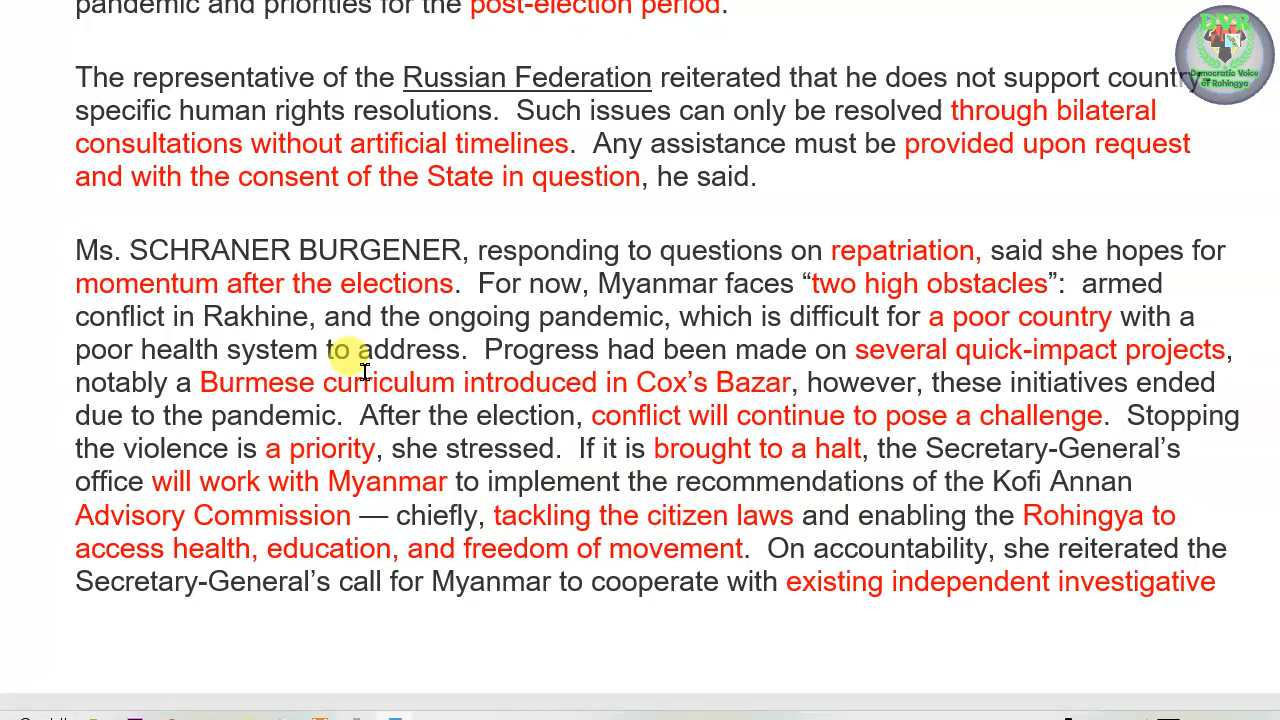 pandemic and priorities for the post-election period.
The representative of the Russian Federation reiterated that he does not support country-
specific human rights resolutions.  Such issues can only be resolved through bilateral
consultations without artificial timelines.  Any assistance must be provided upon request
and with the consent of the State in question, he said.
Ms. SCHRANER BURGENER, responding to questions on repatriation, said she hopes for
momentum after the elections.  For now, Myanmar faces “two high obstacles”:  armed
conflict in Rakhine, and the ongoing pandemic, which is difficult for a poor country with a
poor health system to address.  Progress had been made on several quick-impact projects,
notably a Burmese curriculum introduced in Cox’s Bazar, however, these initiatives ended
due to the pandemic.  After the election, conflict will continue to pose a challenge.  Stopping
the violence is a priority, she stressed.  If it is brought to a halt, the Secretary-General’s
office will work with Myanmar to implement the recommendations of the Kofi Annan
Advisory Commission — chiefly, tackling the citizen laws and enabling the Rohingya to
access health, education, and freedom of movement.  On accountability, she reiterated the
Secretary-General’s call for Myanmar to cooperate with existing independent investigative
DVR
Democratic Voice
of Rohingya